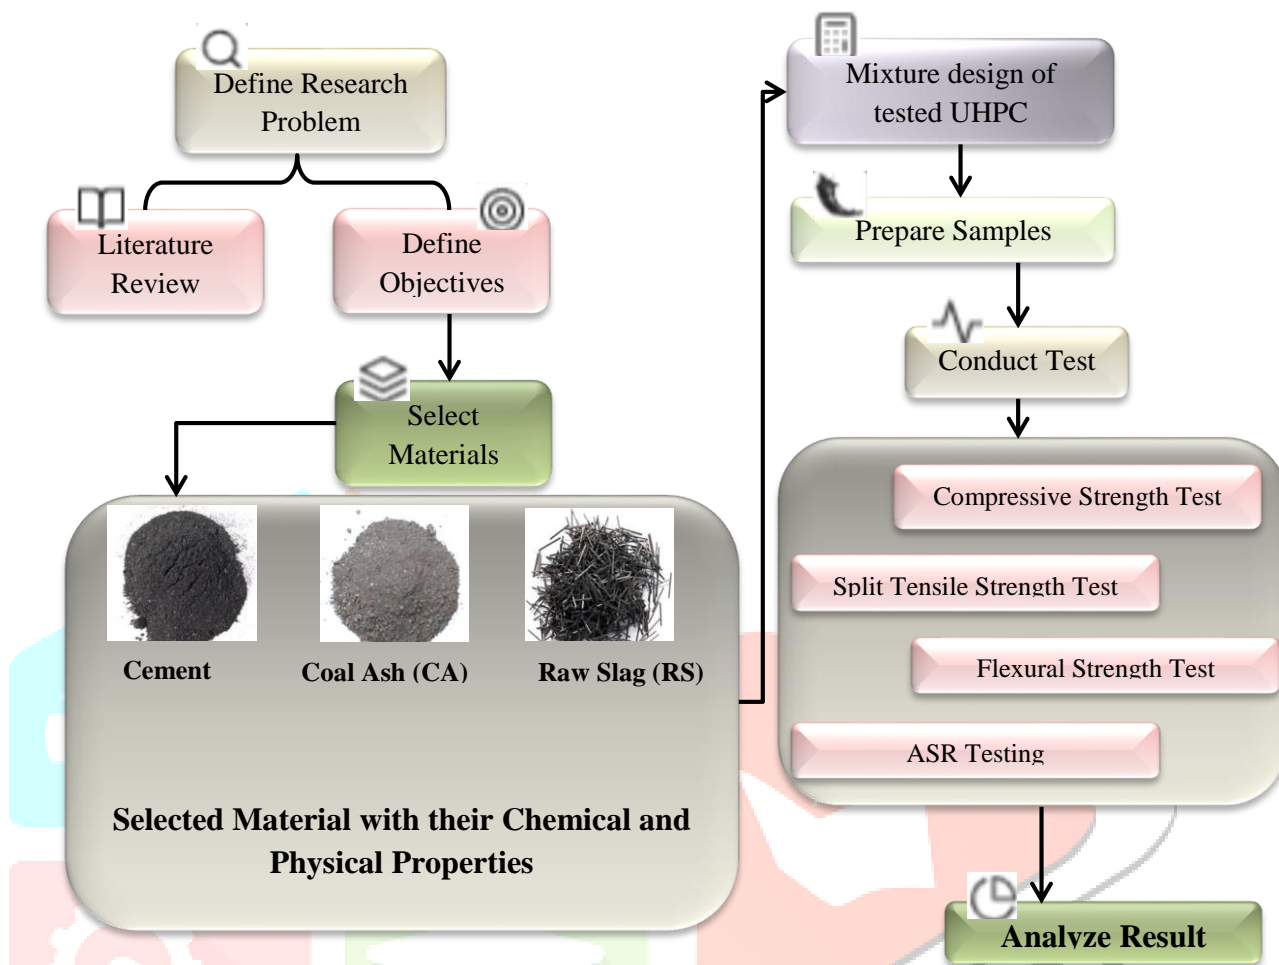 Define Research
Problem
Literature
Review
Define
Objectives
Select
Materials
Cement
Coal Ash (CA)
Raw Slag (RS)
Selected Material with their Chemical and
Physical Properties
Mixture design of
tested UHPC
Prepare Samples
Conduct Test
Compressive Strength Test
Split Tensile Strength Test
Flexural Strength Test
ASR Testing
Analyze Result